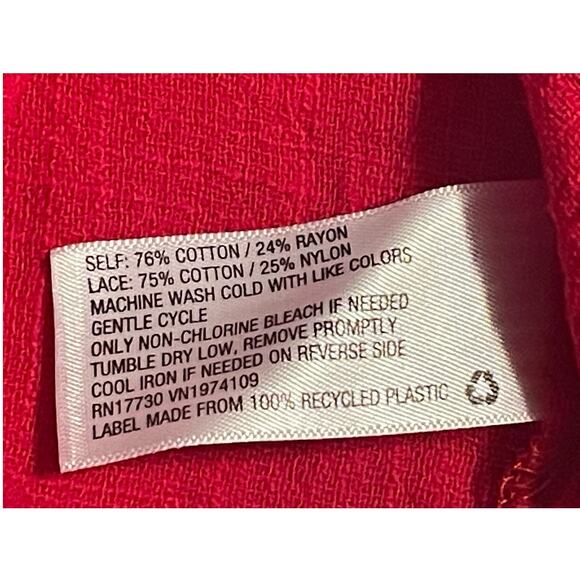 SELF: 76% COTTON / 24% RAYON
LACE: 75% COTTON / 25% NYLON
MACHINE WASH COLD WITH LIKE COLORS
GENTLE CYCLE
ONLY NON-CHLORINE BLEACH IF NEEDED
TUMBLE DRY LOW, REMOVE PROMPTLY
COOL IRON IF NEEDED ON REVERSE SIDE
RN17730 VN1974109
LABEL MADE FROM 100% RECYCLED PLASTIC